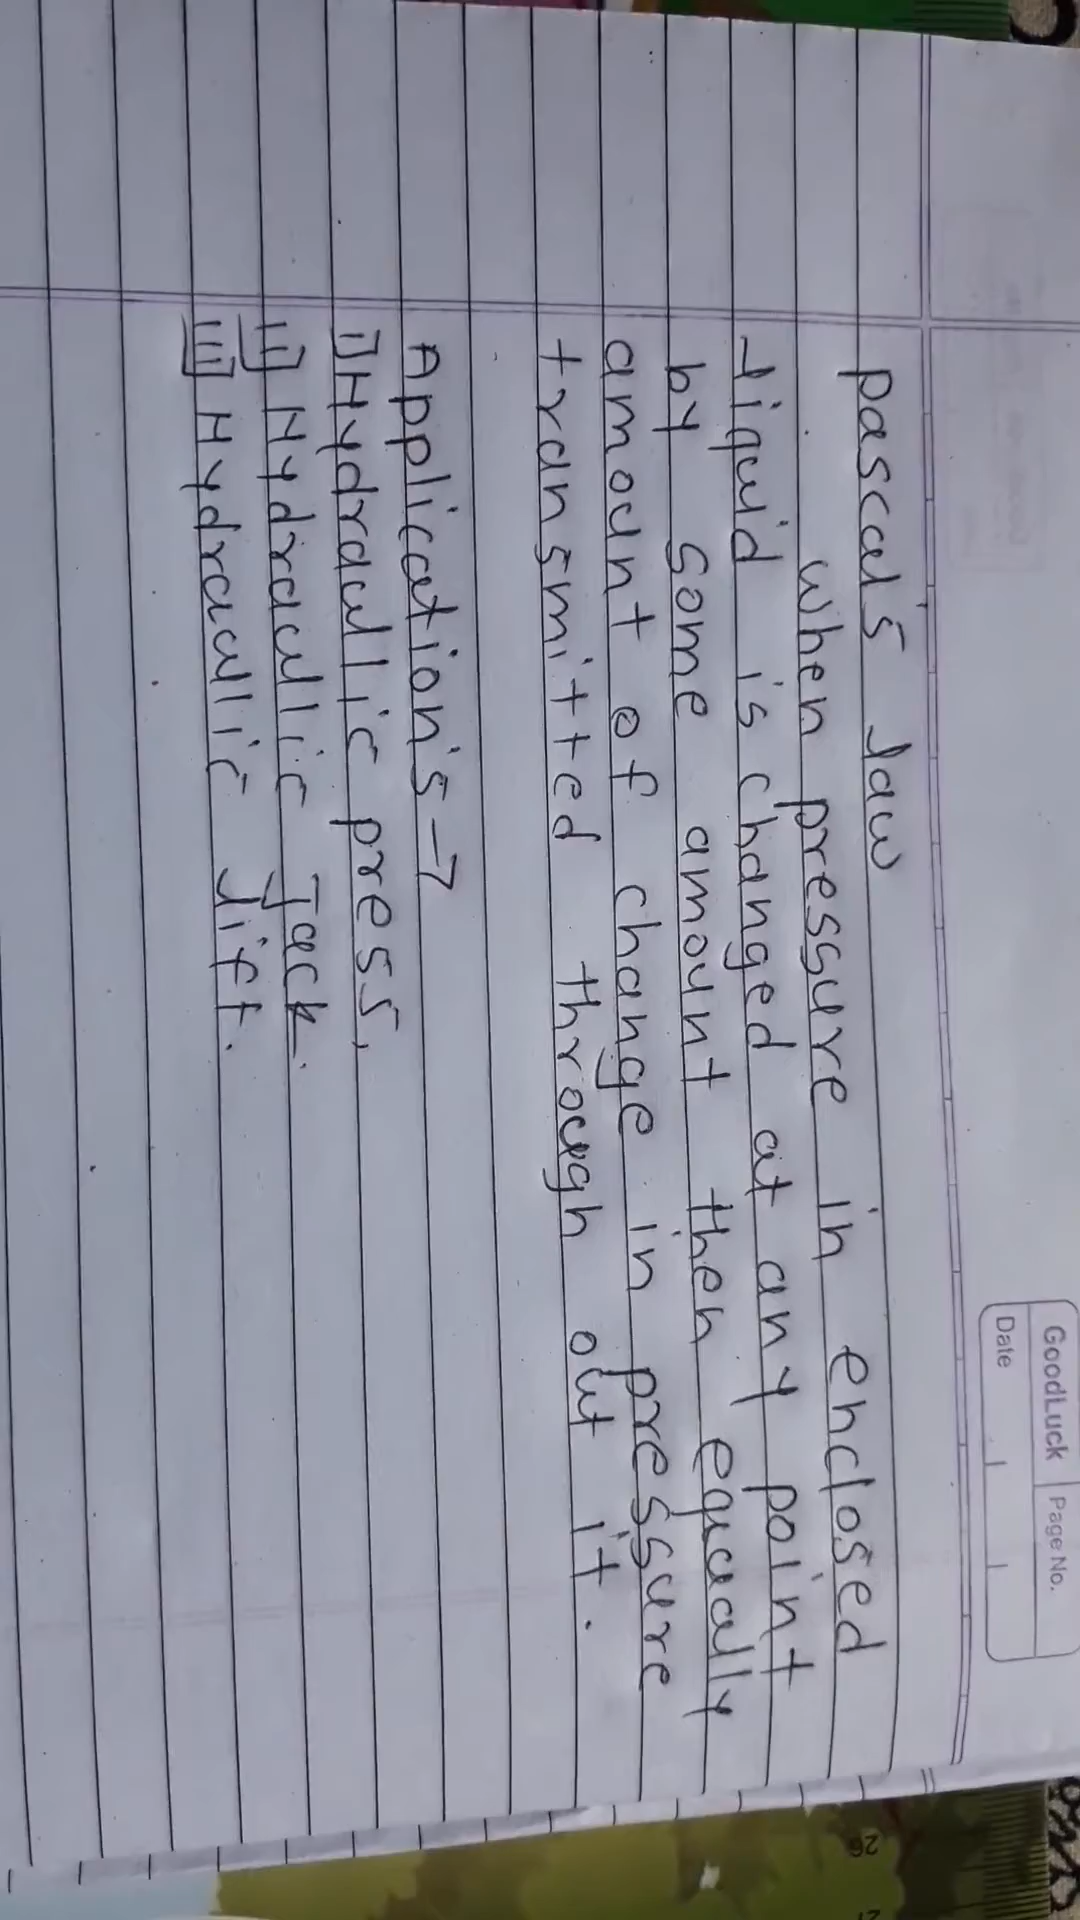 GoodLuck Page No.
Date
pascal's law
when pressure in enclosed
liquid is changed at any point
by some amount then equally
amount of change in pressure
transmitted through out it.
Application's →
I] Hydraulic press,
II] Hydraulic Jack.
III] Hydraulic lift.
26
27